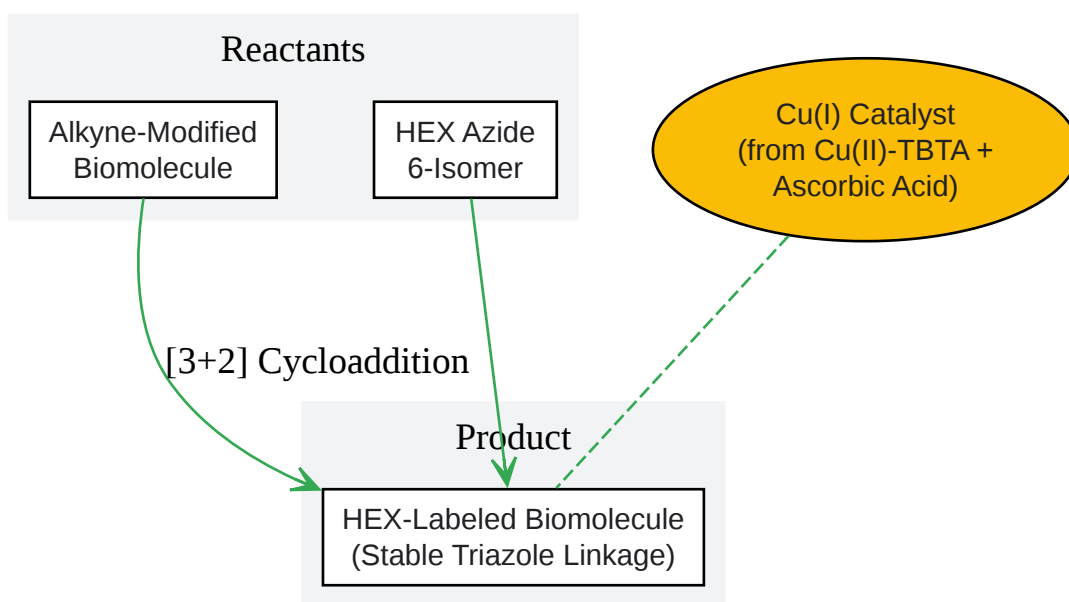 Reactants
Alkyne-Modified
Biomolecule
HEX Azide
6-Isomer
Cu(I) Catalyst
(from Cu(II)-TBTA +
Ascorbic Acid)
[3+2] Cycloaddition
Product
HEX-Labeled Biomolecule
(Stable Triazole Linkage)